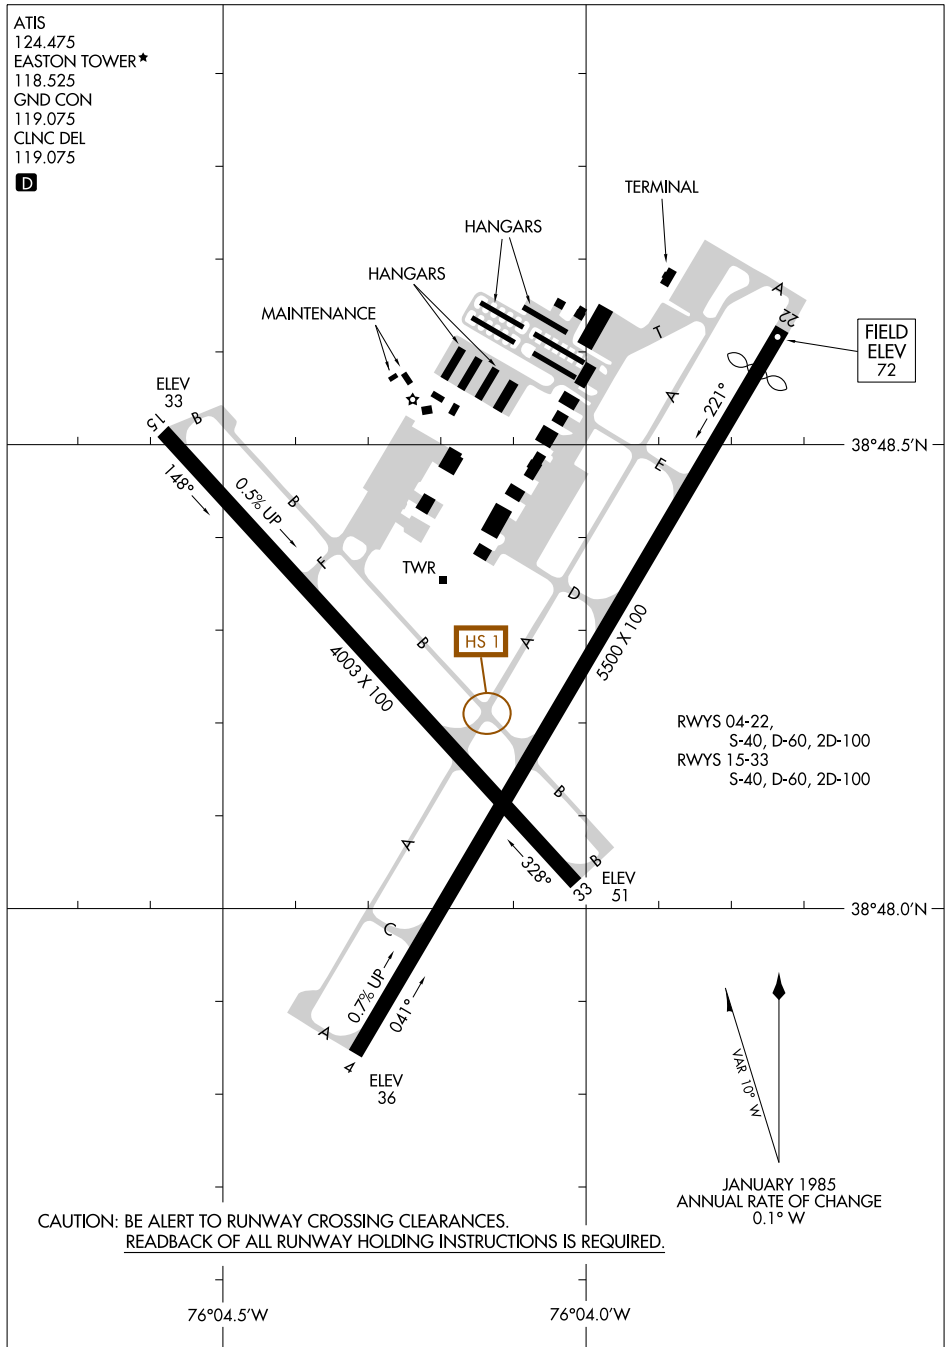 ATIS
124.475
EASTON TOWER★
118.525
GND CON
119.075
CLNC DEL
119.075
D
TERMINAL
HANGARS
HANGARS
MAINTENANCE
A
22
T
FIELD
ELEV
72
ELEV
33
15
B
A
221°
38°48.5'N
E
148°
0.5% UP
B
F
TWR
D
HS 1
B
A
5500 X 100
4003 X 100
RWYS 04-22,
S-40, D-60, 2D-100
RWYS 15-33
S-40, D-60, 2D-100
B
A
328°
B
33
ELEV
51
38°48.0'N
C
0.7% UP
041°
A
4
ELEV
36
VAR 10° W
JANUARY 1985
ANNUAL RATE OF CHANGE
0.1° W
CAUTION: BE ALERT TO RUNWAY CROSSING CLEARANCES.
READBACK OF ALL RUNWAY HOLDING INSTRUCTIONS IS REQUIRED.
76°04.5'W
76°04.0'W